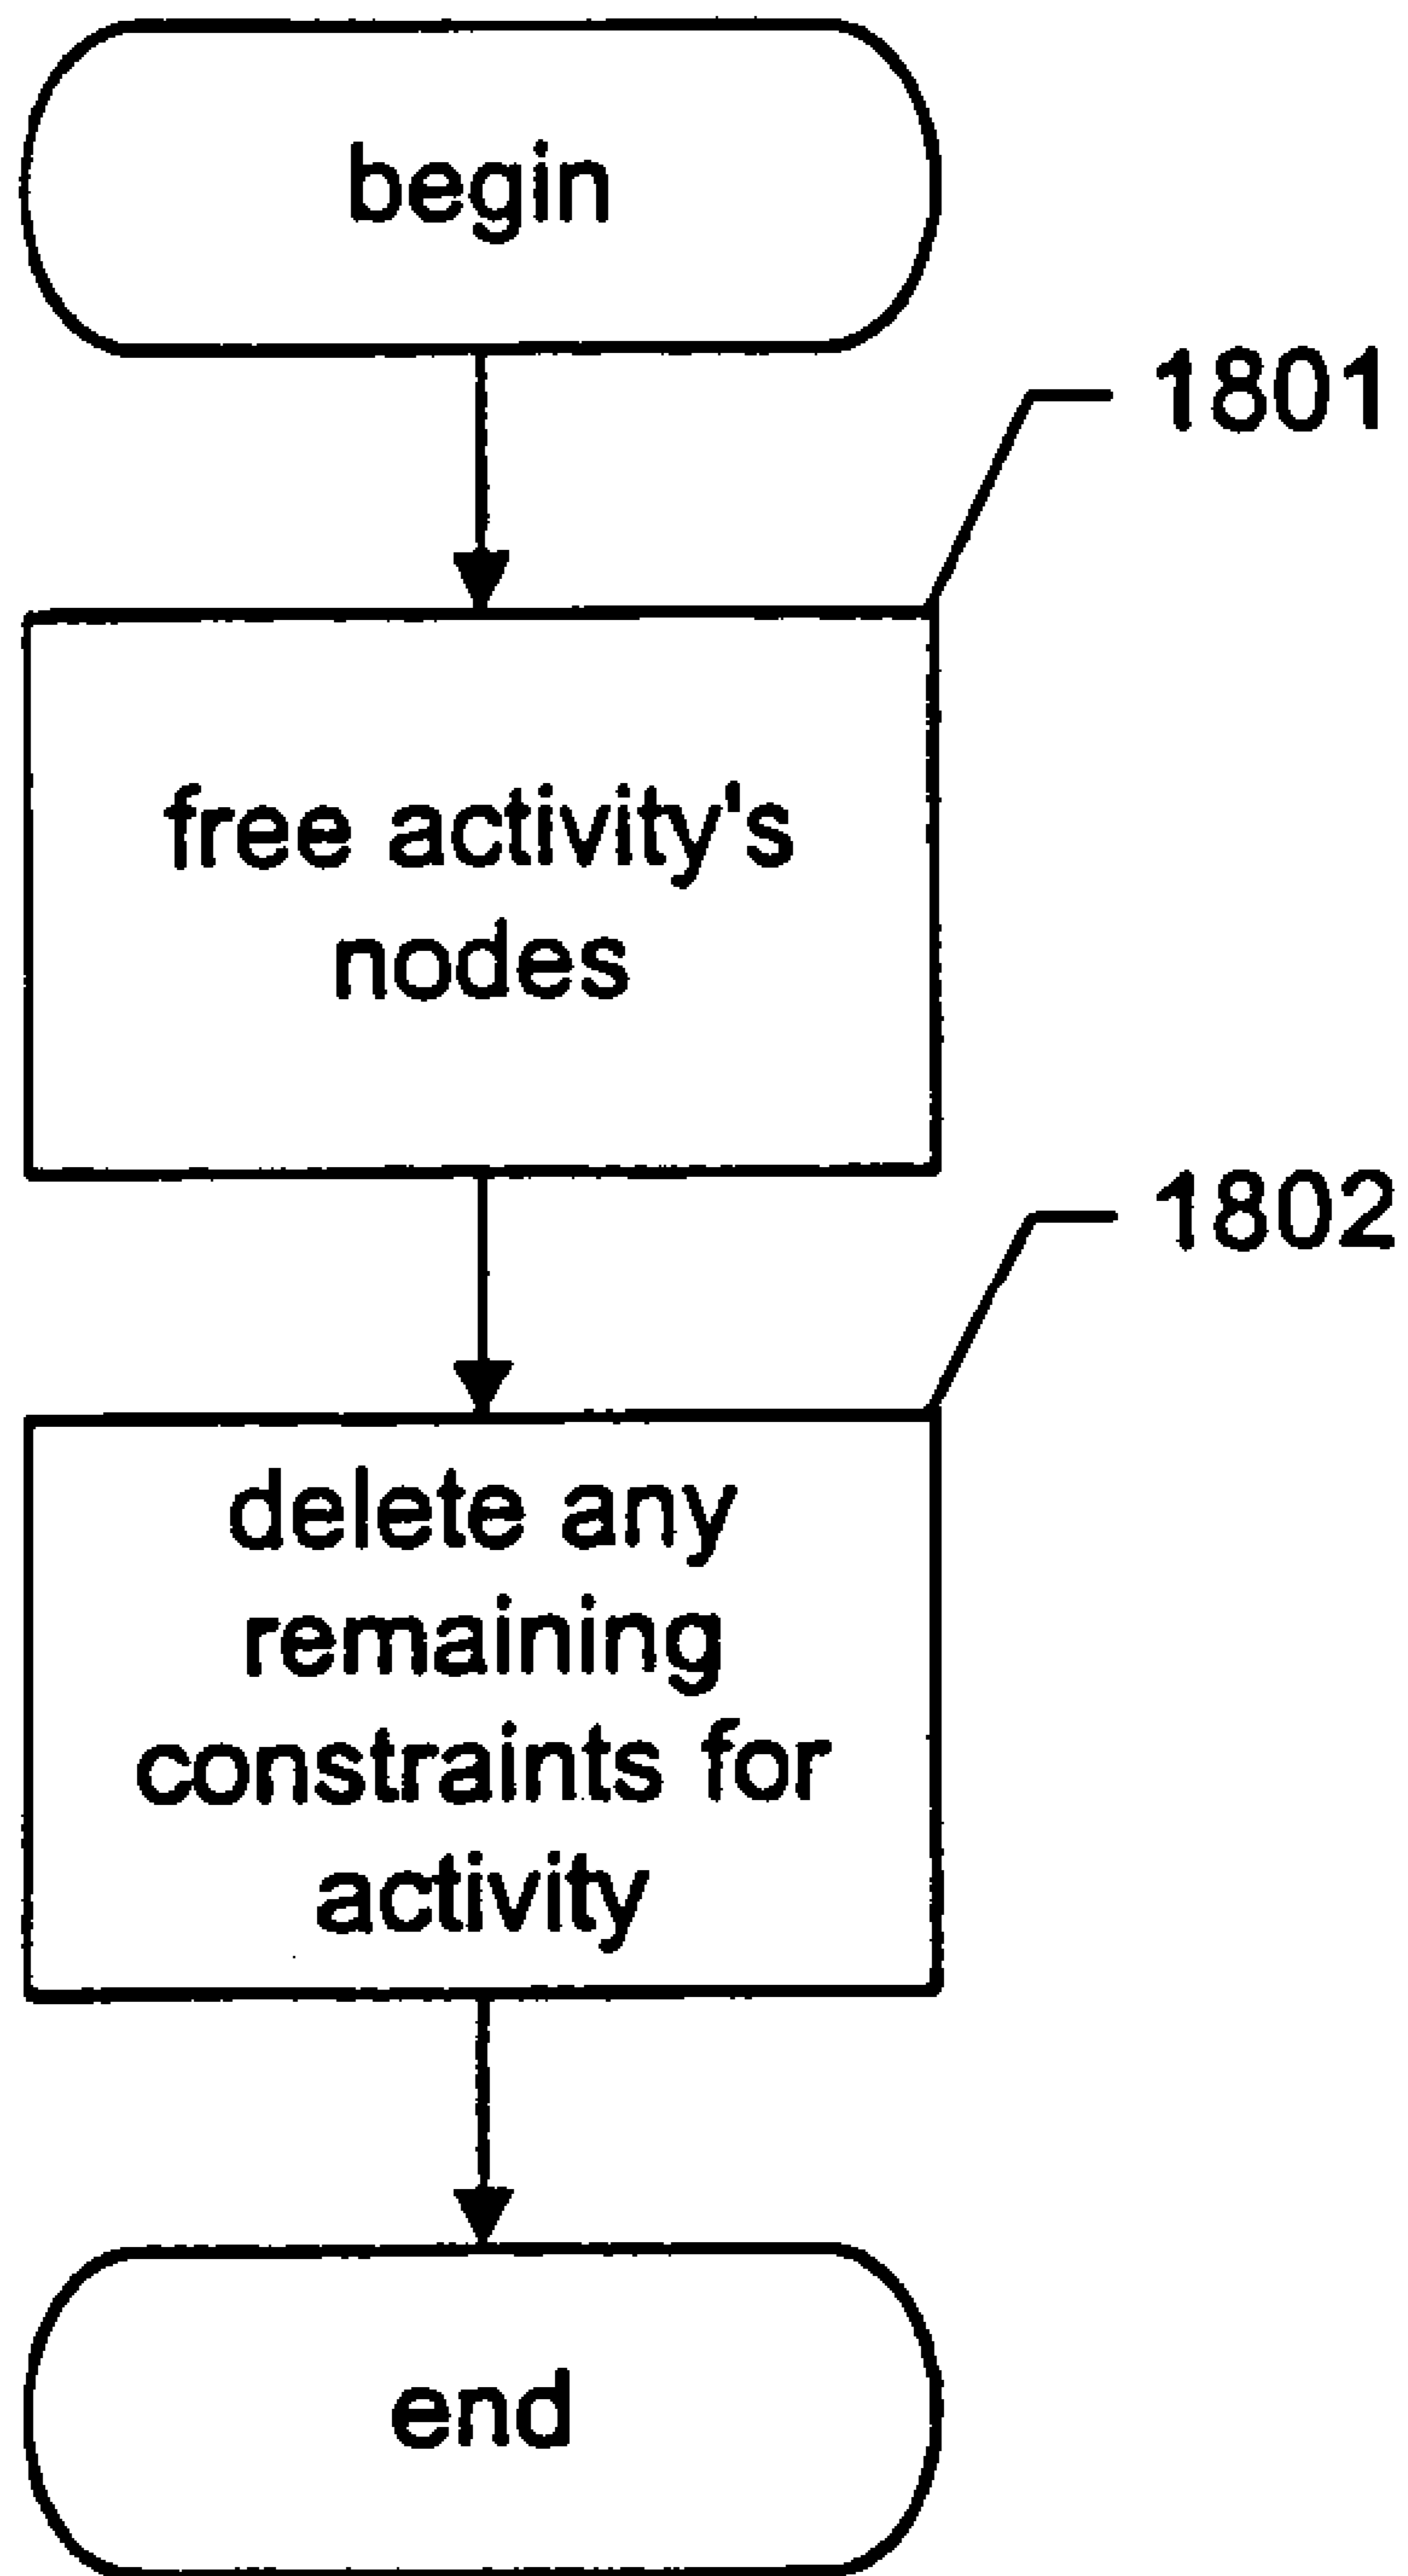 begin
1801
free activity's
nodes
1802
delete any
remaining
constraints for
activity
end